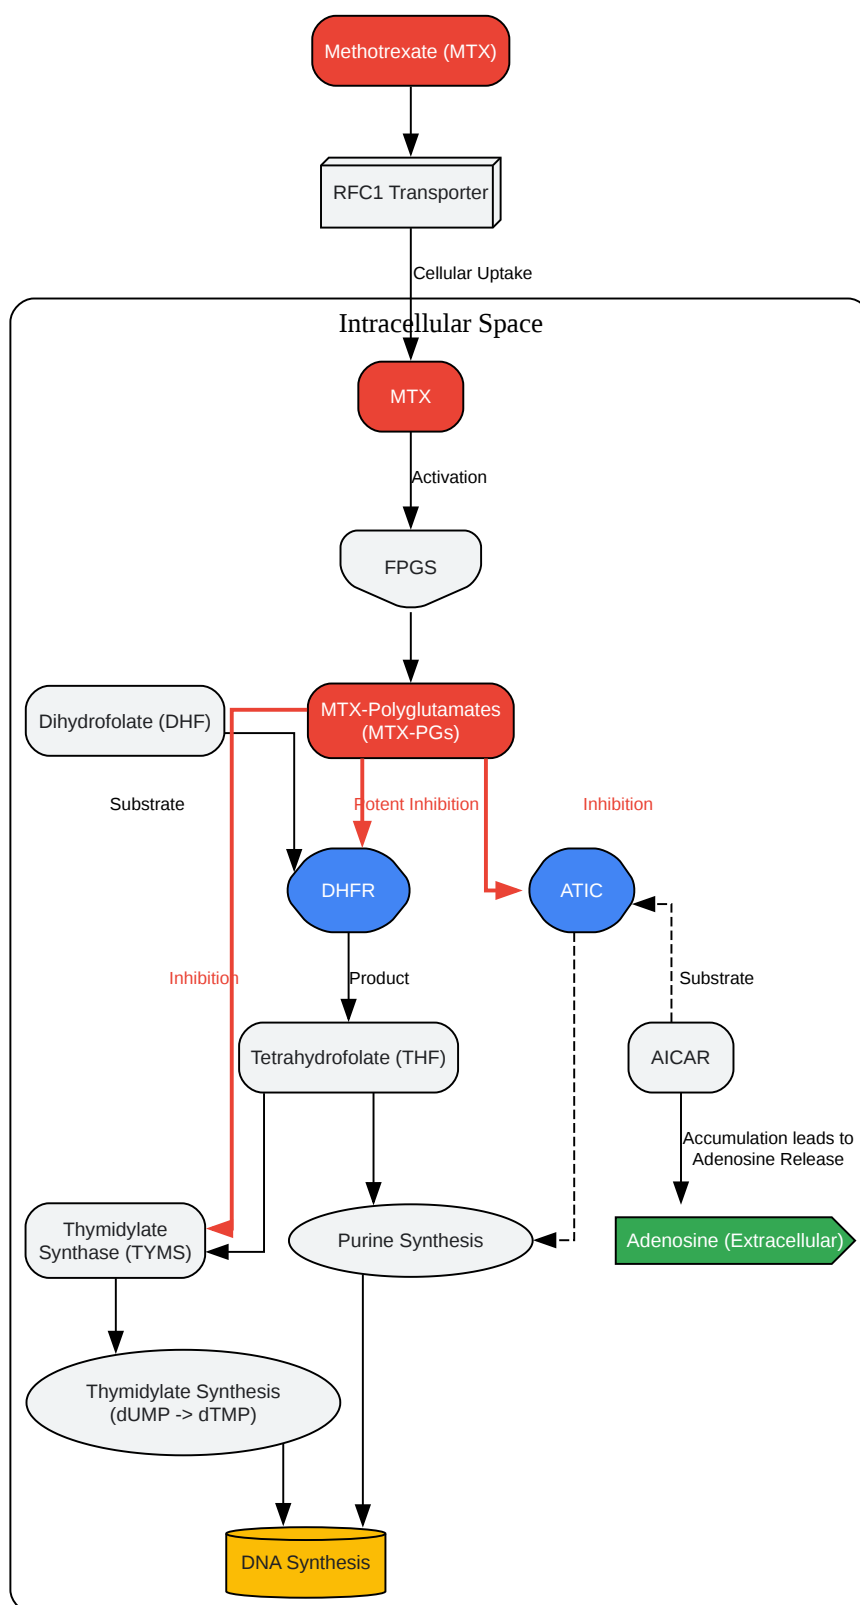 Methotrexate (MTX)
RFC1 Transporter
Cellular Uptake
Intracellular Space
MTX
Activation
FPGS
Dihydrofolate (DHF)
MTX-Polyglutamates
(MTX-PGs)
Substrate
Potent Inhibition
Inhibition
DHFR
ATIC
Inhibition
Product
Substrate
Tetrahydrofolate (THF)
AICAR
Accumulation leads to
Adenosine Release
Thymidylate
Synthase (TYMS)
Purine Synthesis
Adenosine (Extracellular)
Thymidylate Synthesis
(dUMP -> dTMP)
DNA Synthesis